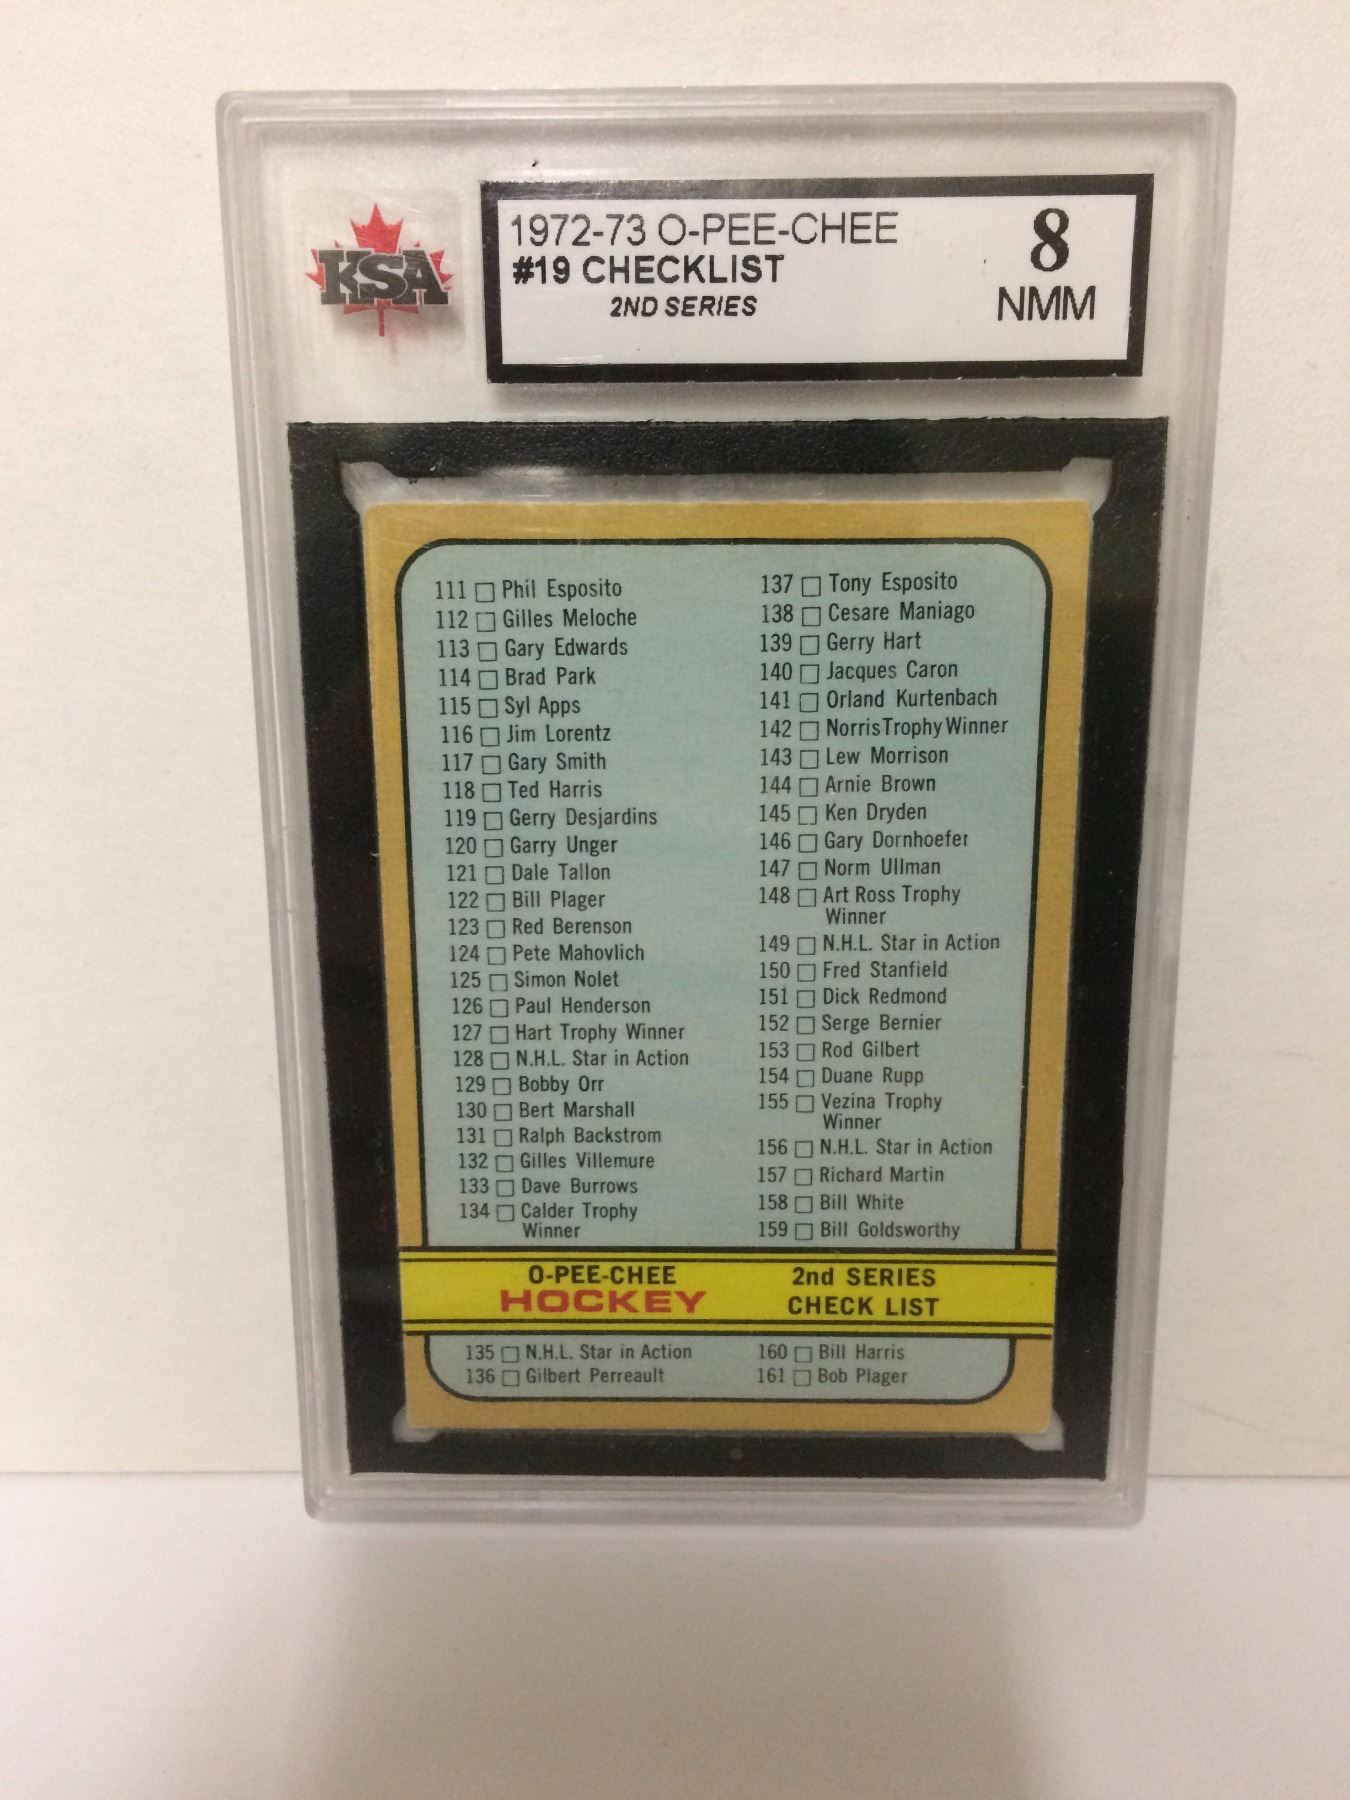 KSA
1972-73 O-PEE-CHEE
#19 CHECKLIST
2ND SERIES
8
NMM
111 Phil Esposito
112 Gilles Meloche
113 Gary Edwards
114 Brad Park
115 Syl Apps
116 Jim Lorentz
117 Gary Smith
118 Ted Harris
119 Gerry Desjardins
120 Garry Unger
121 Dale Tallon
122 Bill Plager
123 Red Berenson
124 Pete Mahovlich
125 Simon Nolet
126 Paul Henderson
127 Hart Trophy Winner
128 N.H.L. Star in Action
129 Bobby Orr
130 Bert Marshall
131 Ralph Backstrom
132 Gilles Villemure
133 Dave Burrows
134 Calder Trophy
Winner
137 Tony Esposito
138 Cesare Maniago
139 Gerry Hart
140 Jacques Caron
141 Orland Kurtenbach
142 Norris Trophy Winner
143 Lew Morrison
144 Arnie Brown
145 Ken Dryden
146 Gary Dornhoefer
147 Norm Ullman
148 Art Ross Trophy
Winner
149 N.H.L. Star in Action
150 Fred Stanfield
151 Dick Redmond
152 Serge Bernier
153 Rod Gilbert
154 Duane Rupp
155 Vezina Trophy
Winner
156 N.H.L. Star in Action
157 Richard Martin
158 Bill White
159 Bill Goldsworthy
O-PEE-CHEE
HOCKEY
2nd SERIES
CHECK LIST
135 N.H.L. Star in Action
136 Gilbert Perreault
160 Bill Harris
161 Bob Plager